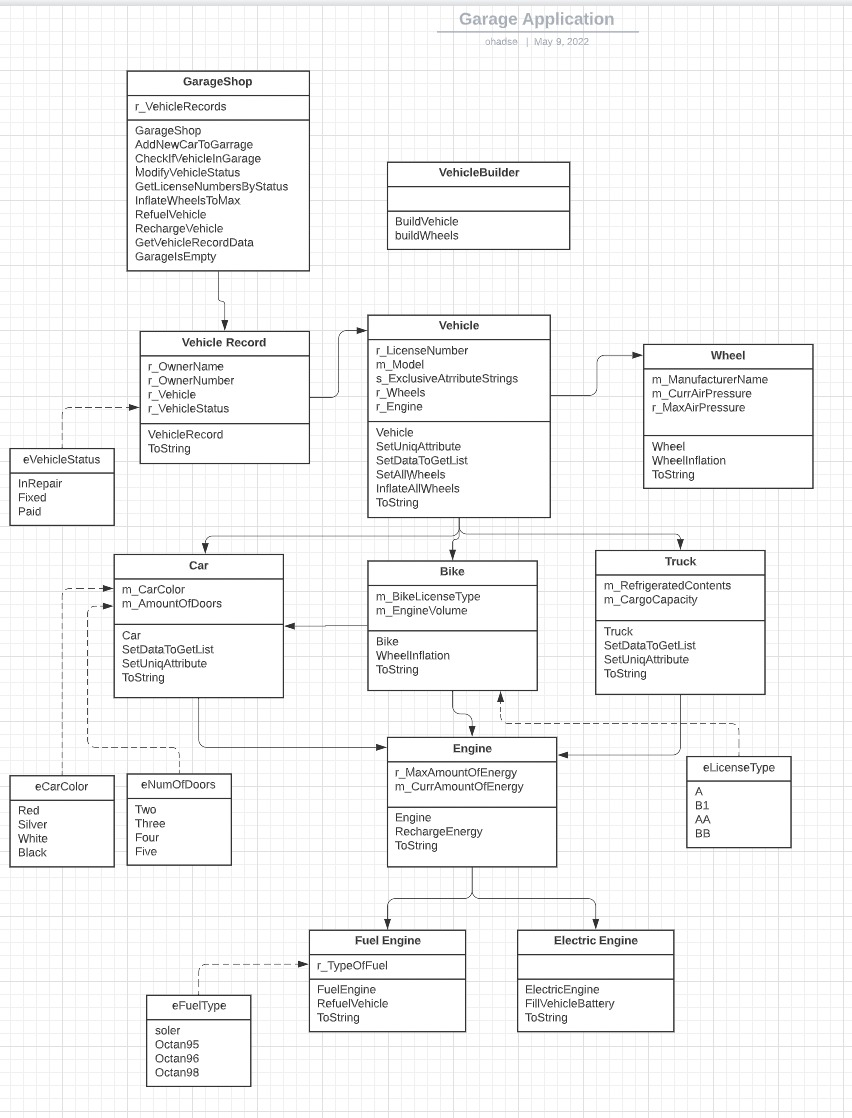 Garage Application
ohadse | May 9, 2022
GarageShop
r_VehicleRecords
GarageShop
AddNewCarToGarrage
CheckIfVehicleInGarage
ModifyVehicleStatus
GetLicenseNumbersByStatus
InflateWheelsToMax
RefuelVehicle
RechargeVehicle
GetVehicleRecordData
GarageIsEmpty
VehicleBuilder
BuildVehicle
buildWheels
Vehicle Record
r_OwnerName
r_OwnerNumber
r_Vehicle
r_VehicleStatus
VehicleRecord
ToString
Vehicle
r_LicenseNumber
m_Model
s_ExclusiveAtrributeStrings
r_Wheels
r_Engine
Vehicle
SetUniqAttribute
SetDataToGetList
SetAllWheels
InflateAllWheels
ToString
Wheel
m_ManufacturerName
m_CurrAirPressure
r_MaxAirPressure
Wheel
WheelInflation
ToString
eVehicleStatus
InRepair
Fixed
Paid
Car
m_CarColor
m_AmountOfDoors
Car
SetDataToGetList
SetUniqAttribute
ToString
Bike
m_BikeLicenseType
m_EngineVolume
Bike
WheelInflation
ToString
Truck
m_RefrigeratedContents
m_CargoCapacity
Truck
SetDataToGetList
SetUniqAttribute
ToString
eCarColor
Red
Silver
White
Black
eNumOfDoors
Two
Three
Four
Five
Engine
r_MaxAmountOfEnergy
m_CurrAmountOfEnergy
Engine
RechargeEnergy
ToString
eLicenseType
A
B1
AA
BB
Fuel Engine
r_TypeOfFuel
FuelEngine
RefuelVehicle
ToString
Electric Engine
ElectricEngine
FillVehicleBattery
ToString
eFuelType
soler
Octan95
Octan96
Octan98